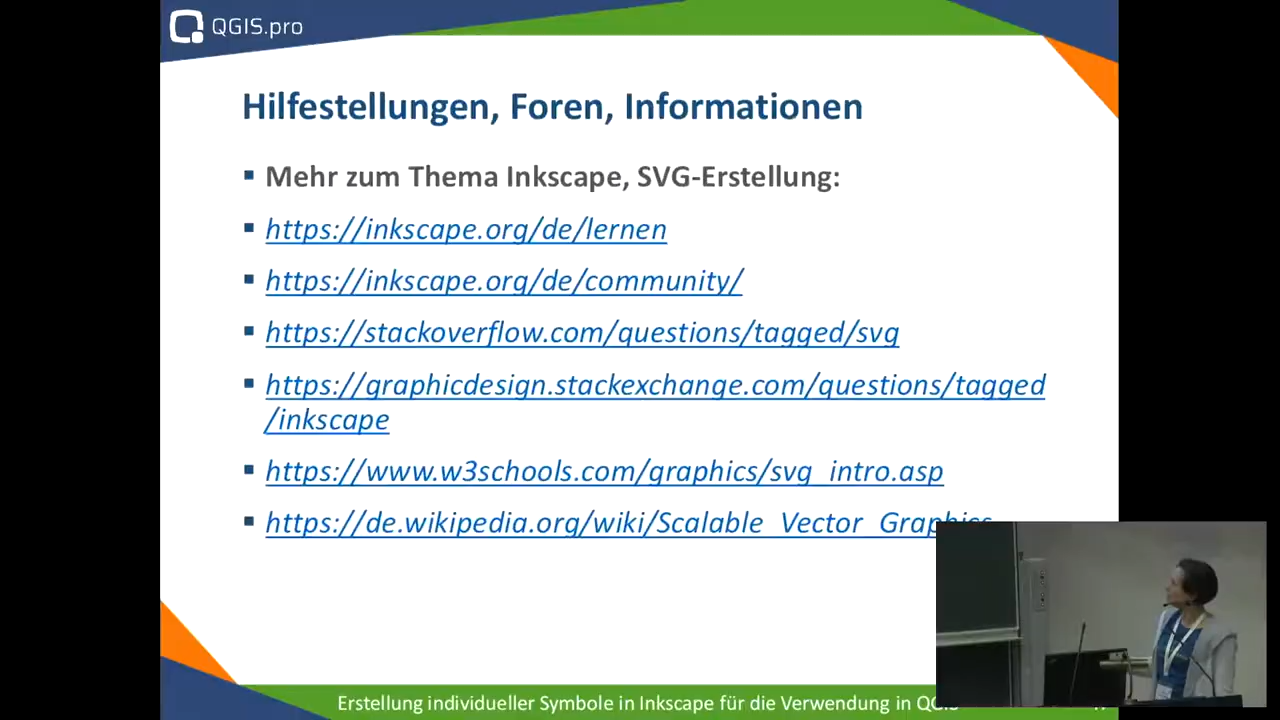 QGIS.pro
Hilfestellungen, Foren, Informationen
Mehr zum Thema Inkscape, SVG-Erstellung:
https://inkscape.org/de/lernen
https://inkscape.org/de/community/
https://stackoverflow.com/questions/tagged/svg
https://graphicdesign.stackexchange.com/questions/tagged
/inkscape
https://www.w3schools.com/graphics/svg_intro.asp
https://de.wikipedia.org/wiki/Scalable_Vector_Graphics
Erstellung individueller Symbole in Inkscape für die Verwendung in QGIS